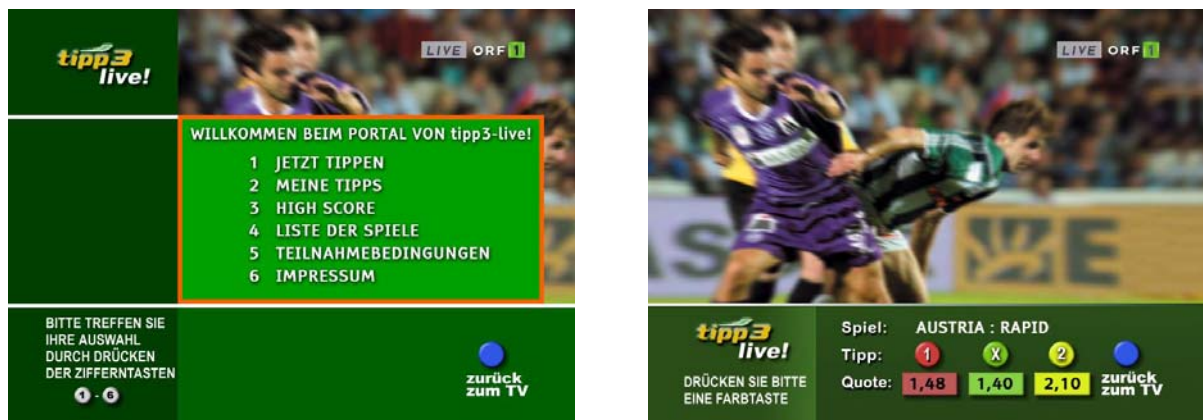 tipp3
live!
LIVE ORF 1
WILLKOMMEN BEIM PORTAL VON tipp3-live!
1 JETZT TIPPEN
2 MEINE TIPPS
3 HIGH SCORE
4 LISTE DER SPIELE
5 TEILNAHMEBEDINGUNGEN
6 IMPRESSUM
BITTE TREFFEN SIE
IHRE AUSWAHL
DURCH DRÜCKEN
DER ZIFFERNTASTEN
1 - 6
zurück
zum TV
LIVE ORF 1
tipp3
live!
DRÜCKEN SIE BITTE
EINE FARBTASTE
Spiel: AUSTRIA : RAPID
Tipp: 1 X 2
Quote: 1,48 1,40 2,10
zurück
zum TV